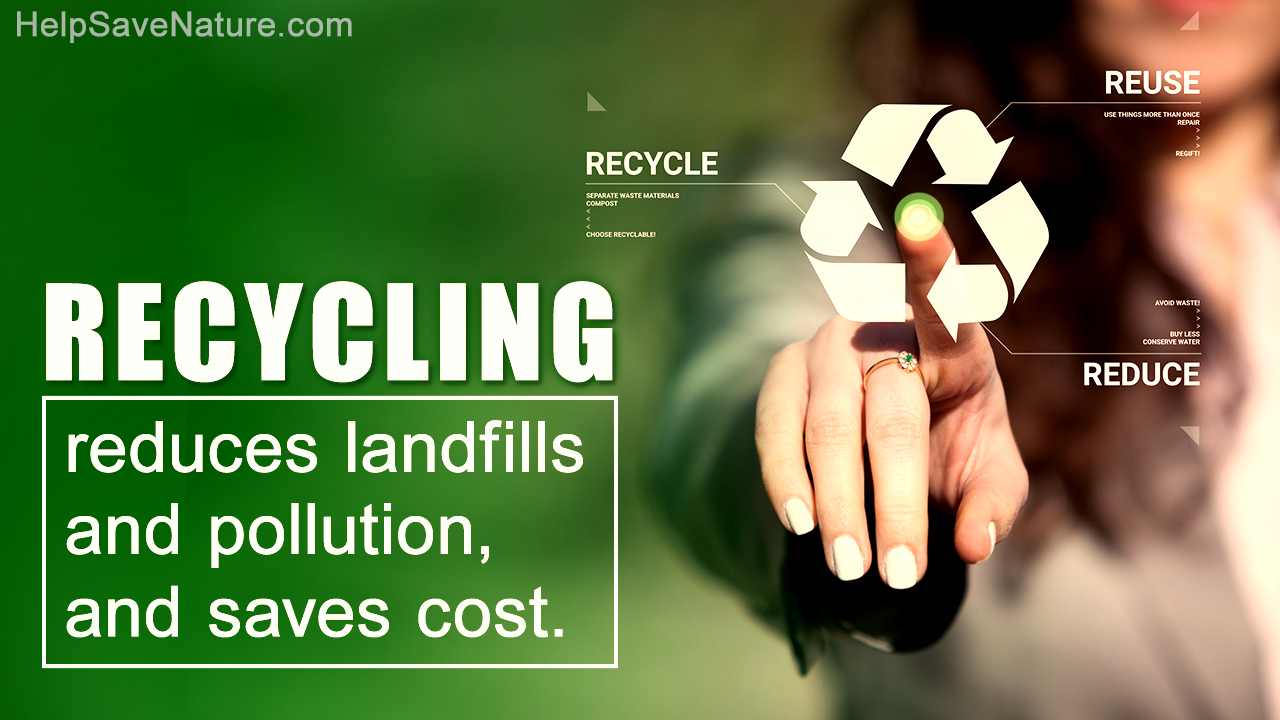 HelpSaveNature.com
REUSE
USE THINGS MORE THAN ONCE
REPAIR
REGIFT!
RECYCLE
SEPARATE WASTE MATERIALS
COMPOST
CHOOSE RECYCLABLE!
RECYCLING
reduces landfills
and pollution,
and saves cost.
AVOID WASTE!
BUY LESS
CONSERVE WATER
REDUCE